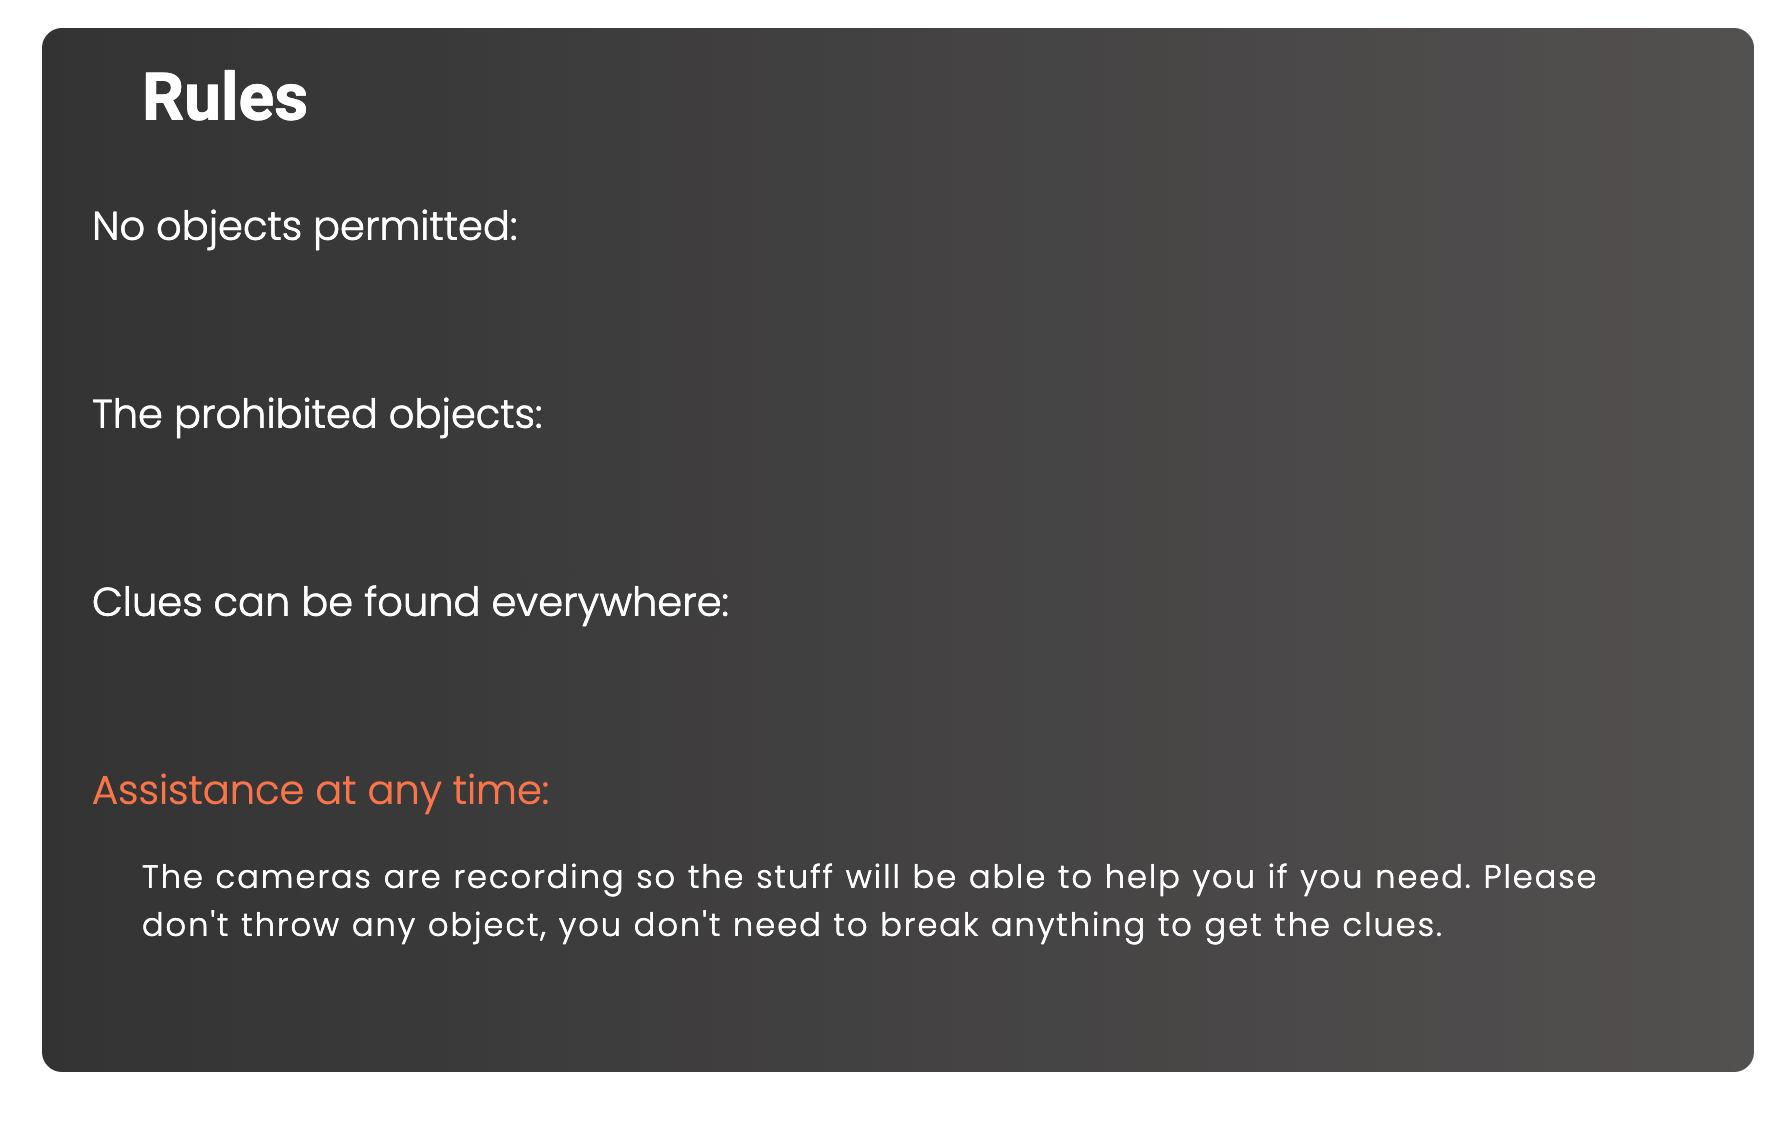 Rules
No objects permitted:
The prohibited objects:
Clues can be found everywhere:
Assistance at any time:
The cameras are recording so the stuff will be able to help you if you need. Please
don't throw any object, you don't need to break anything to get the clues.